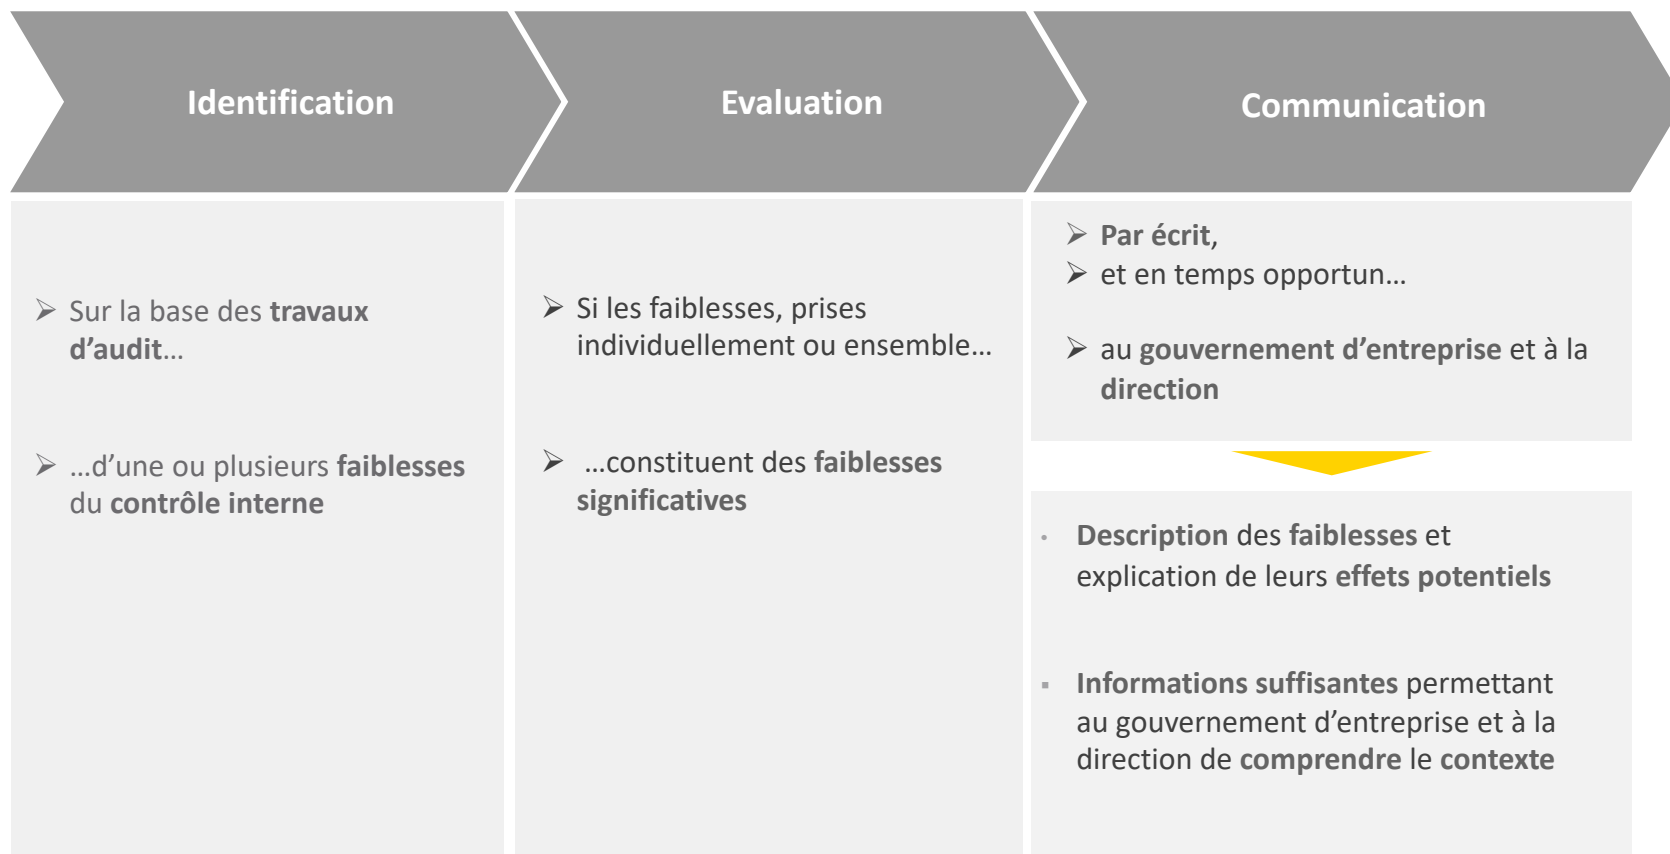 Identification
Evaluation
Communication
Sur la base des travaux
d’audit…
…d’une ou plusieurs faiblesses
du contrôle interne
Si les faiblesses, prises
individuellement ou ensemble…
…constituent des faiblesses
significatives
Par écrit,
et en temps opportun…
au gouvernement d’entreprise et à la
direction
Description des faiblesses et
explication de leurs effets potentiels
Informations suffisantes permettant
au gouvernement d’entreprise et à la
direction de comprendre le contexte